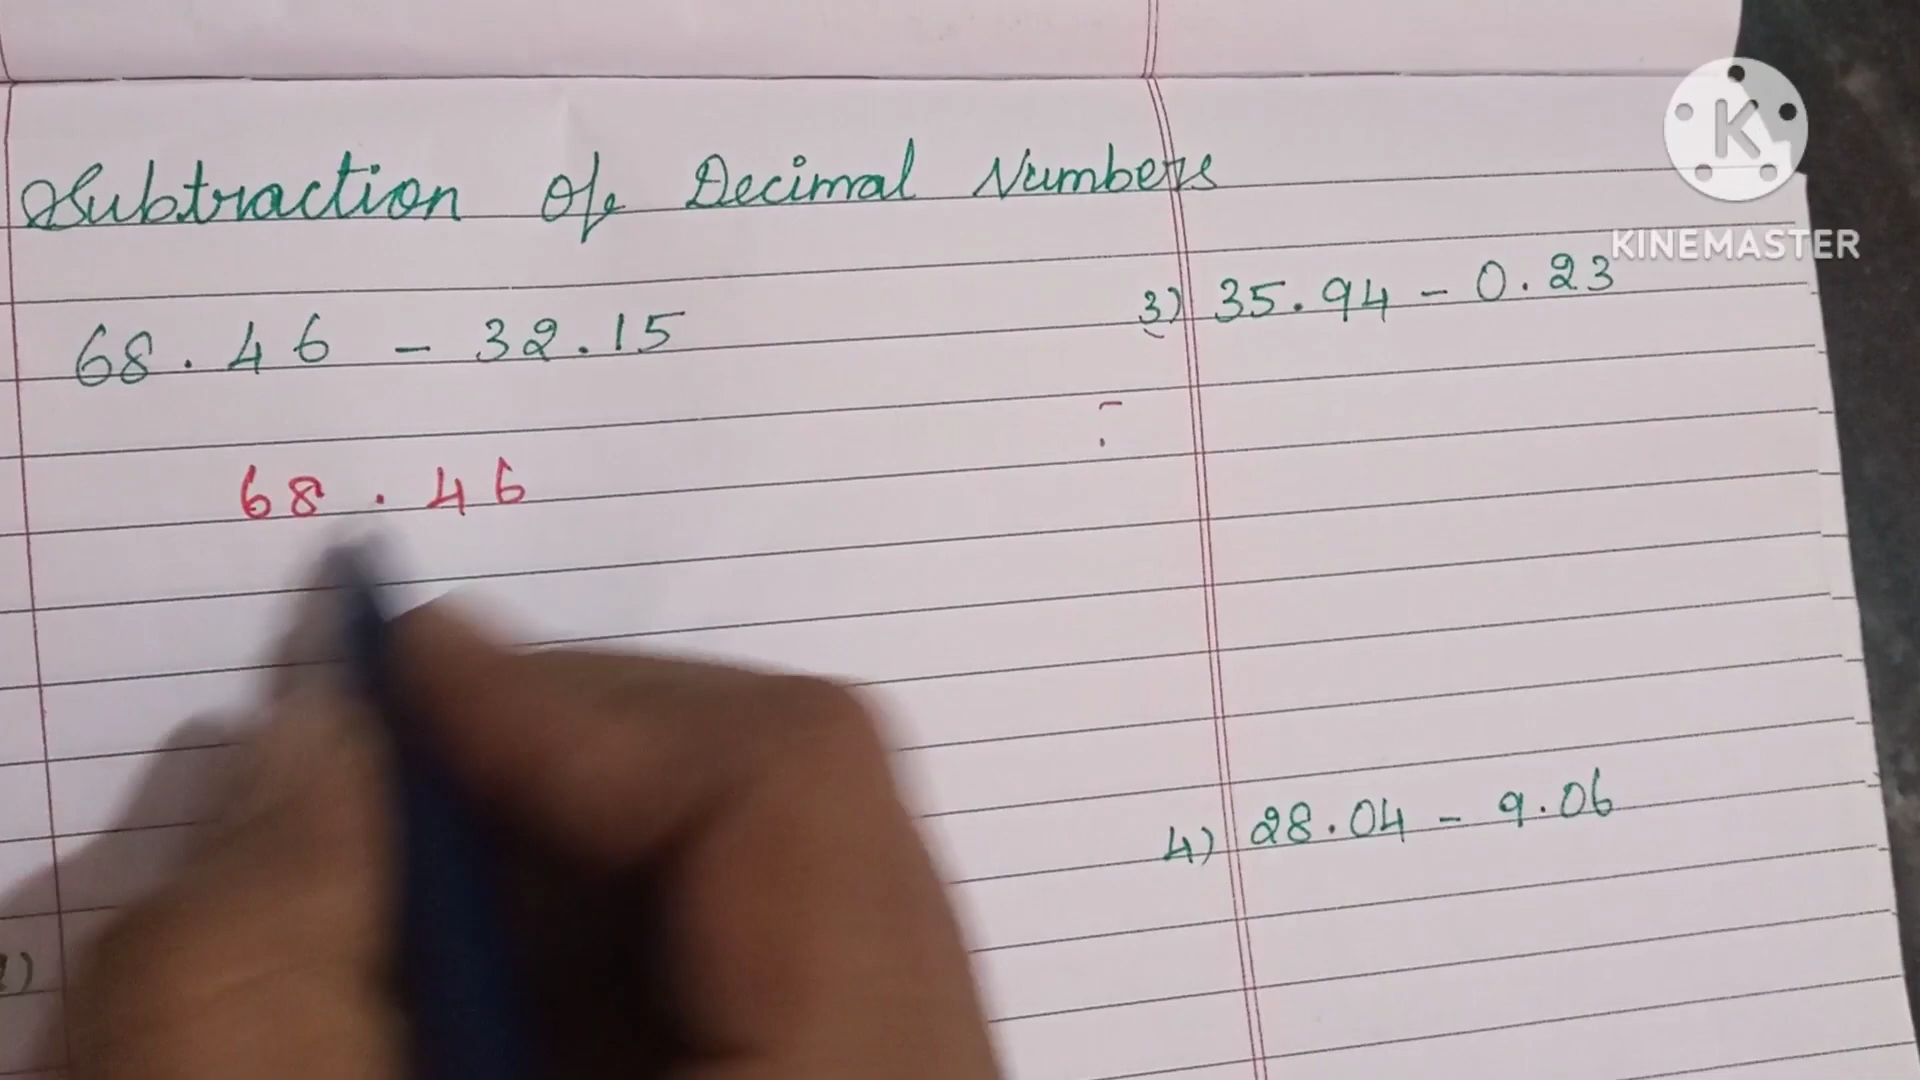 Subtraction of Decimal Numbers
68.46 - 32.15
68.46
3) 35.94 - 0.23
4) 28.04 - 9.06
K
KINEMASTER